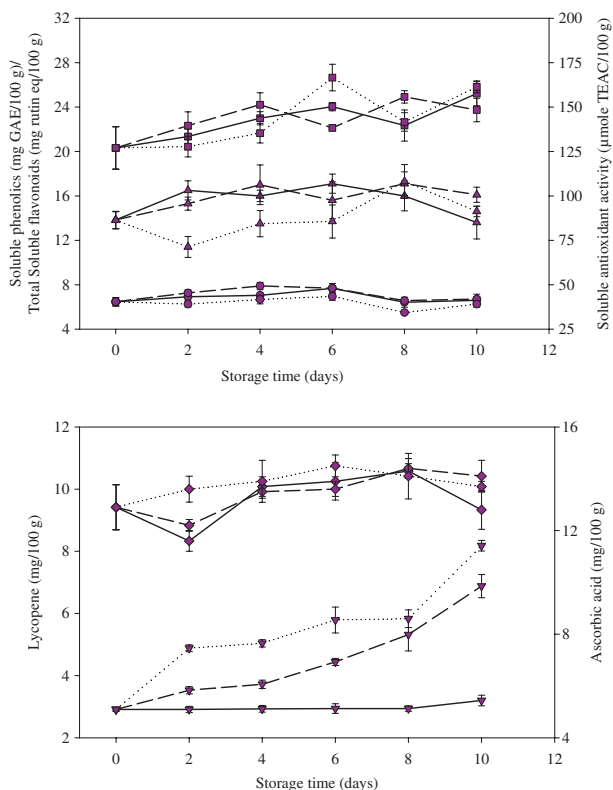 Soluble phenolics (mg GAE/100 g)/
Total Soluble flavonoids (mg rutin eq/100 g)
28
24
20
16
12
8
4
200
175
150
125
100
75
50
25
Soluble antioxidant activity (μmole TEAC/100 g)
0 2 4 6 8 10 12
Storage time (days)
Lycopene (mg/100 g)
12
10
8
6
4
2
16
12
8
4
Ascorbic acid (mg/100 g)
0 2 4 6 8 10 12
Storage time (days)